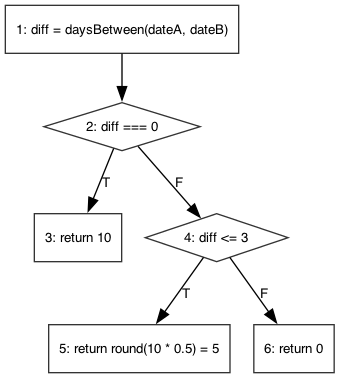 1: diff = daysBetween(dateA, dateB)
2: diff === 0
T
F
3: return 10
4: diff <= 3
T
F
5: return round(10 * 0.5) = 5
6: return 0